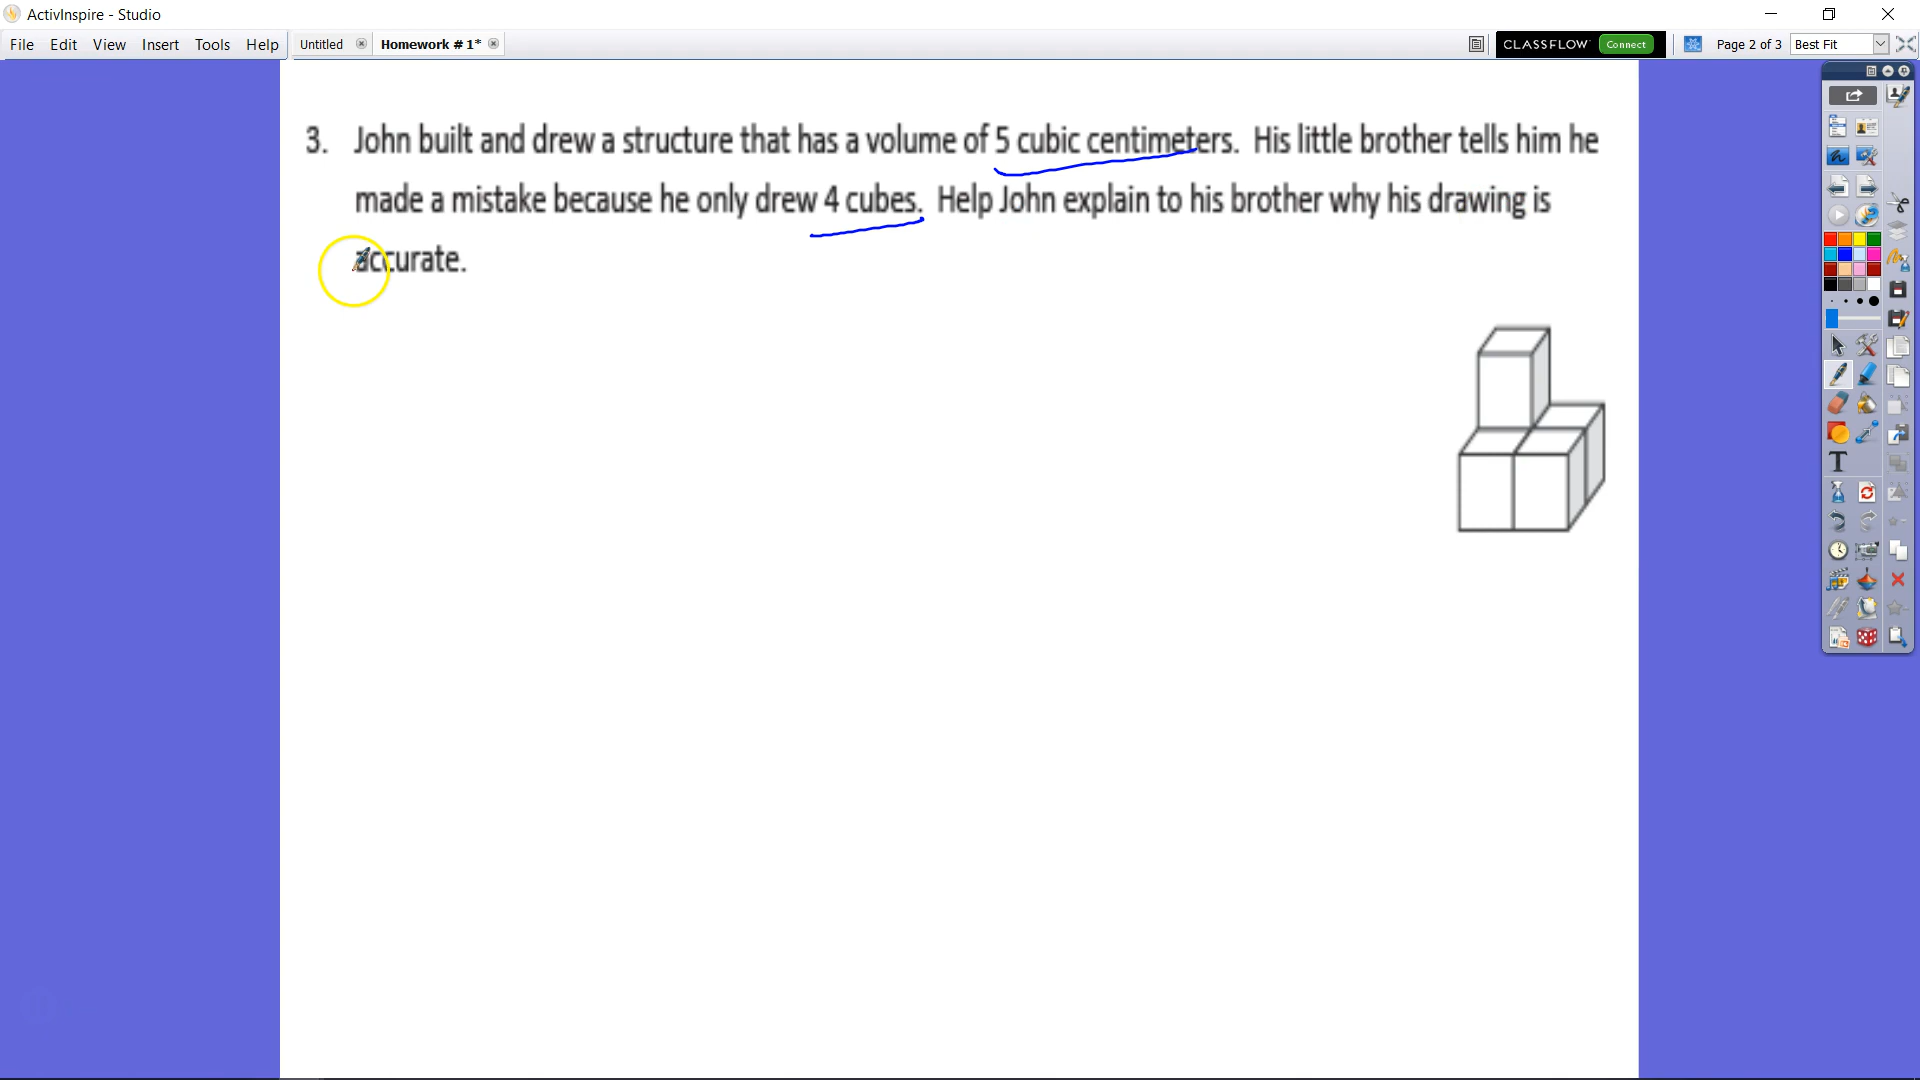 ActivInspire - Studio
File Edit View Insert Tools Help
Untitled
Homework # 1*
CLASSFLOW Connect
Page 2 of 3
Best Fit
3. John built and drew a structure that has a volume of 5 cubic centimeters. His little brother tells him he
made a mistake because he only drew 4 cubes. Help John explain to his brother why his drawing is
accurate.